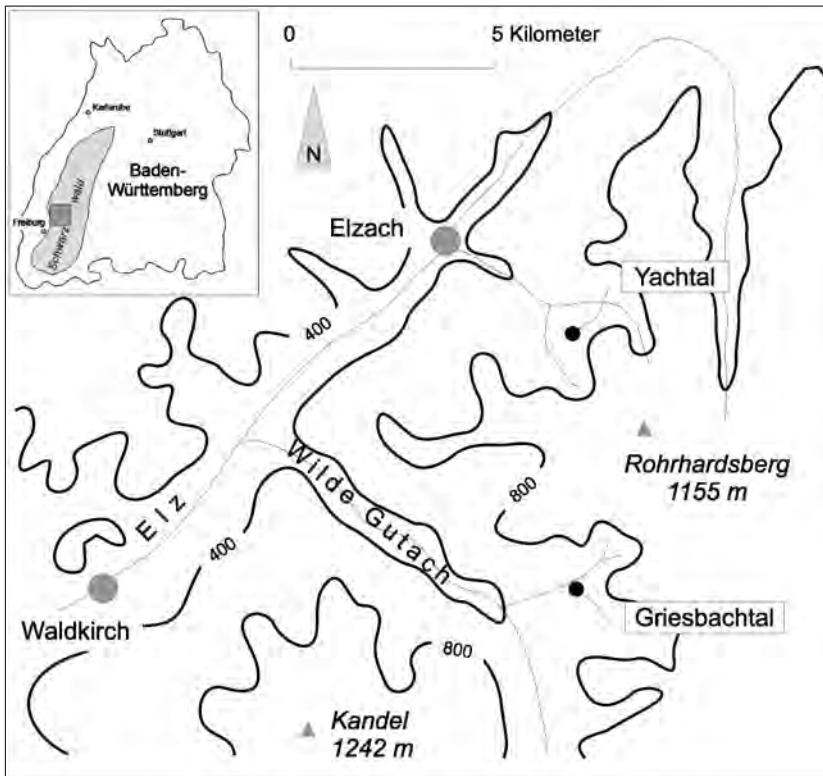 0 5 Kilometer
Karlsruhe
Stuttgart
Baden-
Württemberg
Freiburg
Schwarz wald
N
Elzach
Yachtal
400
Rohrhardsberg
1155 m
Wilde Gutach
800
Elz
400
Waldkirch
Griesbachtal
800
Kandel
1242 m